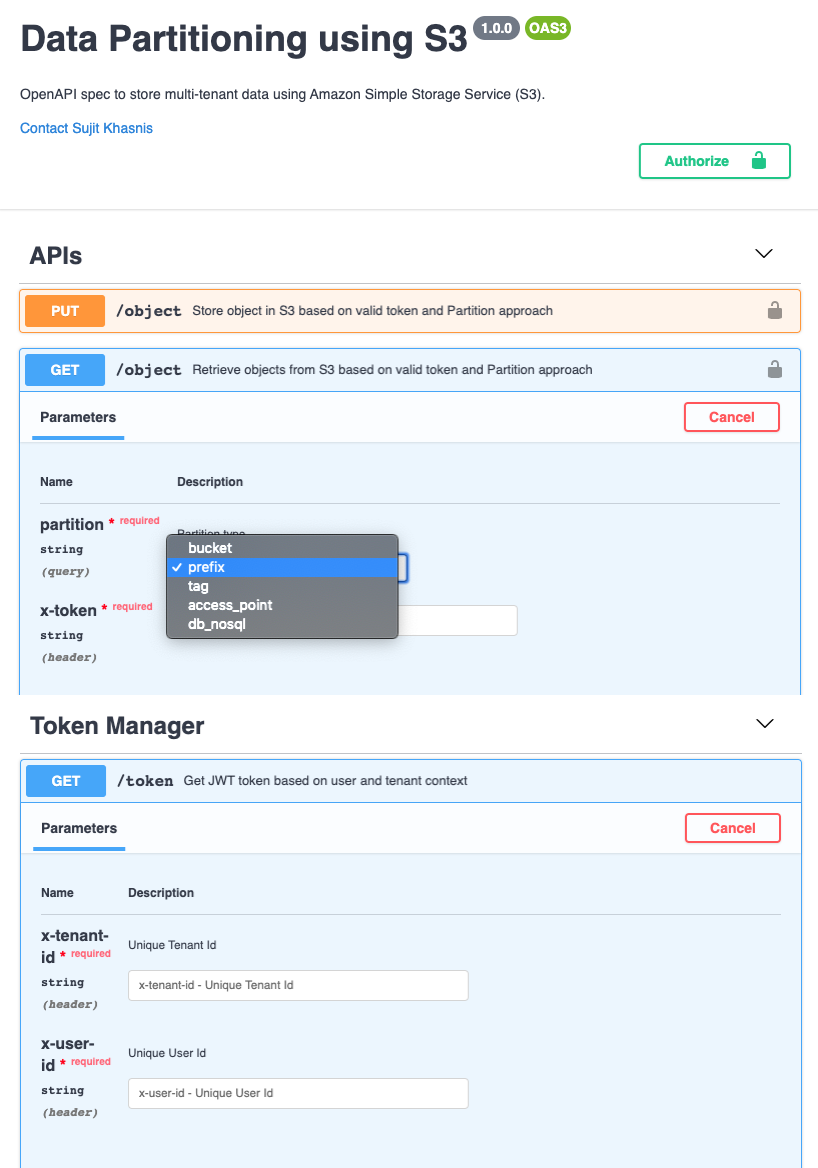 Data Partitioning using S3 1.0.0 OAS3
OpenAPI spec to store multi-tenant data using Amazon Simple Storage Service (S3).
Contact Sujit Khasnis
Authorize
APIs
PUT /object Store object in S3 based on valid token and Partition approach
GET /object Retrieve objects from S3 based on valid token and Partition approach
Parameters Cancel
Name Description
partition * required
string
(query)
Partition type
bucket
✓ prefix
tag
access_point
db_nosql
x-token * required
string
(header)
Token Manager
GET /token Get JWT token based on user and tenant context
Parameters Cancel
Name Description
x-tenant-
id * required
string
(header)
Unique Tenant Id
x-tenant-id - Unique Tenant Id
x-user-
id * required
string
(header)
Unique User Id
x-user-id - Unique User Id